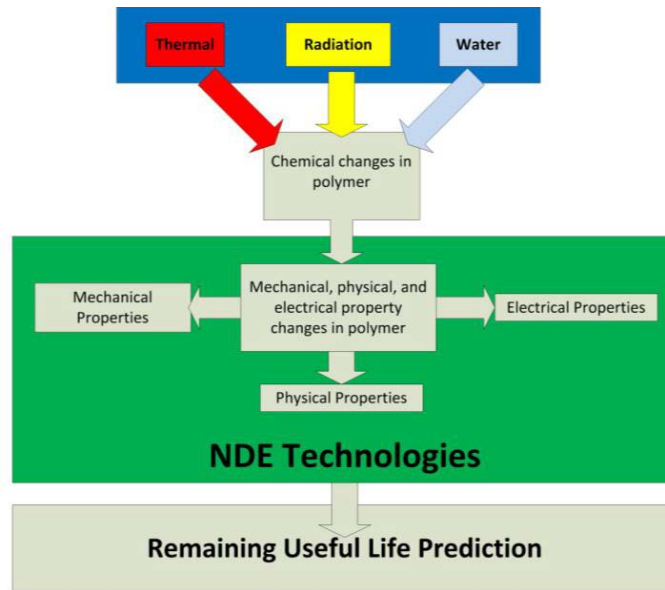 Thermal
Radiation
Water
Chemical changes in
polymer
Mechanical, physical, and
electrical property
changes in polymer
Mechanical
Properties
Electrical Properties
Physical Properties
NDE Technologies
Remaining Useful Life Prediction